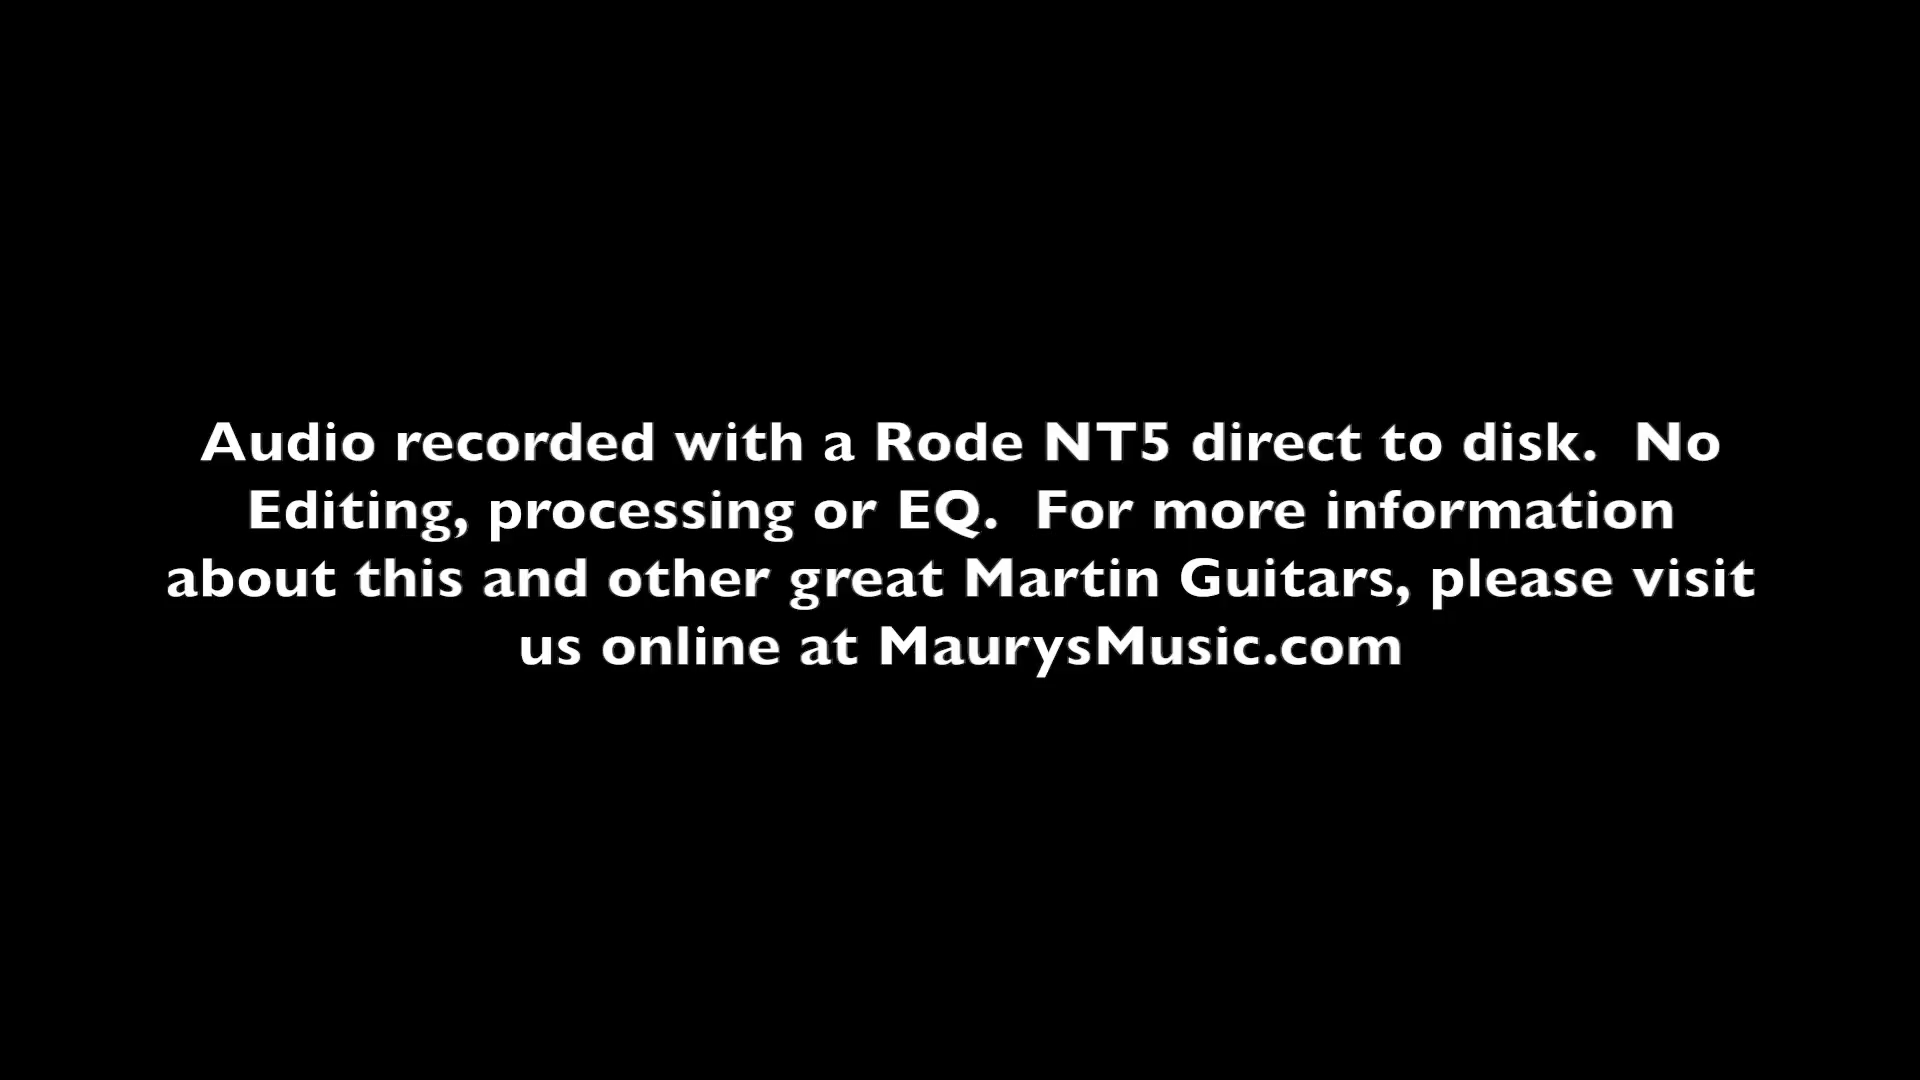 Audio recorded with a Rode NT5 direct to disk.  No
Editing, processing or EQ.  For more information
about this and other great Martin Guitars, please visit
us online at MaurysMusic.com